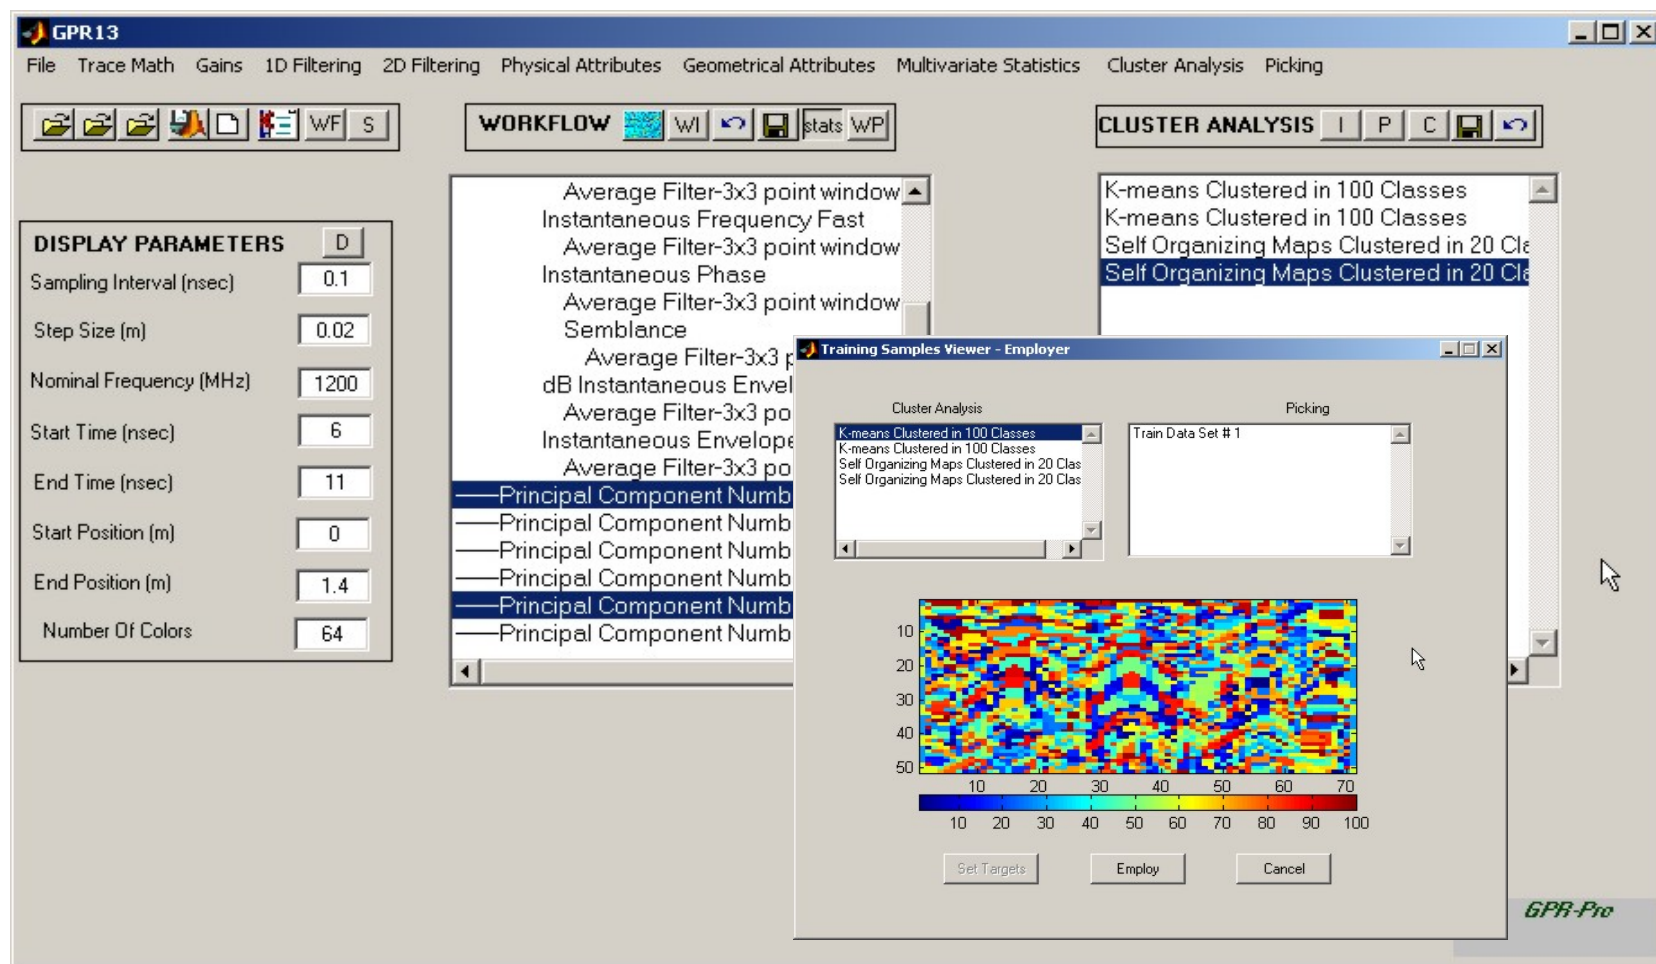 GPR13
File Trace Math Gains 1D Filtering 2D Filtering Physical Attributes Geometrical Attributes Multivariate Statistics Cluster Analysis Picking
WF S
WORKFLOW WI stats WP
CLUSTER ANALYSIS I P C
DISPLAY PARAMETERS D
Sampling Interval (nsec) 0.1
Step Size (m) 0.02
Nominal Frequency (MHz) 1200
Start Time (nsec) 6
End Time (nsec) 11
Start Position (m) 0
End Position (m) 1.4
Number Of Colors 64
Average Filter-3x3 point window
Instantaneous Frequency Fast
Average Filter-3x3 point window
Instantaneous Phase
Average Filter-3x3 point window
Semblance
Average Filter-3x3 p
dB Instantaneous Envel
Average Filter-3x3 po
Instantaneous Envelope
Average Filter-3x3 po
Principal Component Numb
Principal Component Numb
Principal Component Numb
Principal Component Numb
Principal Component Numb
Principal Component Numb
K-means Clustered in 100 Classes
K-means Clustered in 100 Classes
Self Organizing Maps Clustered in 20 Cla
Self Organizing Maps Clustered in 20 Cla
Training Samples Viewer - Employer
Cluster Analysis
K-means Clustered in 100 Classes
K-means Clustered in 100 Classes
Self Organizing Maps Clustered in 20 Clas
Self Organizing Maps Clustered in 20 Clas
Picking
Train Data Set # 1
10
20
30
40
50
10 20 30 40 50 60 70
10 20 30 40 50 60 70 80 90 100
Set Targets Employ Cancel
GPR-Pro